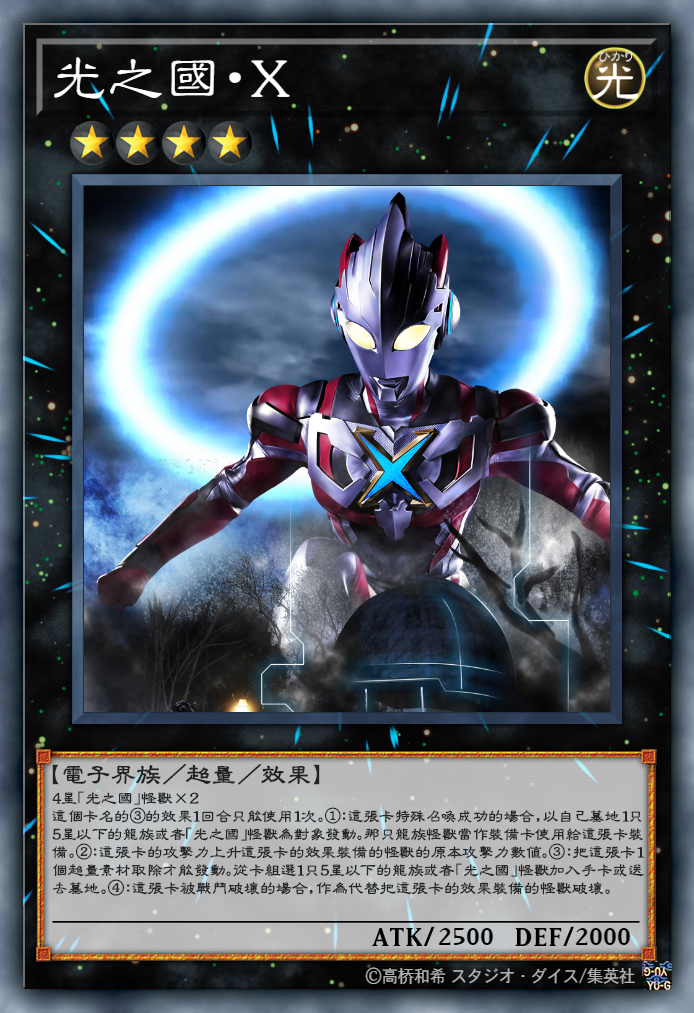 光之國・X
ひかり
光
【電子界族／超量／效果】
4星「光之國」怪獸×2
這個卡名的③的效果1回合只能使用1次。①：這張卡特殊召喚成功的場合，以自己墓地1只
5星以下的龍族或者「光之國」怪獸為對象發動。那只龍族怪獸當作裝備卡使用給這張卡裝
備。②：這張卡的攻擊力上升這張卡的效果裝備的怪獸的原本攻擊力數值。③：把這張卡1
個超量素材取除才能發動。從卡組選1只5星以下的龍族或者「光之國」怪獸加入手卡或送
去墓地。④：這張卡被戰鬥破壞的場合，作為代替把這張卡的效果裝備的怪獸破壞。
ATK/2500 DEF/2000
©高桥和希 スタジオ・ダイス/集英社
YU-G
YU-G